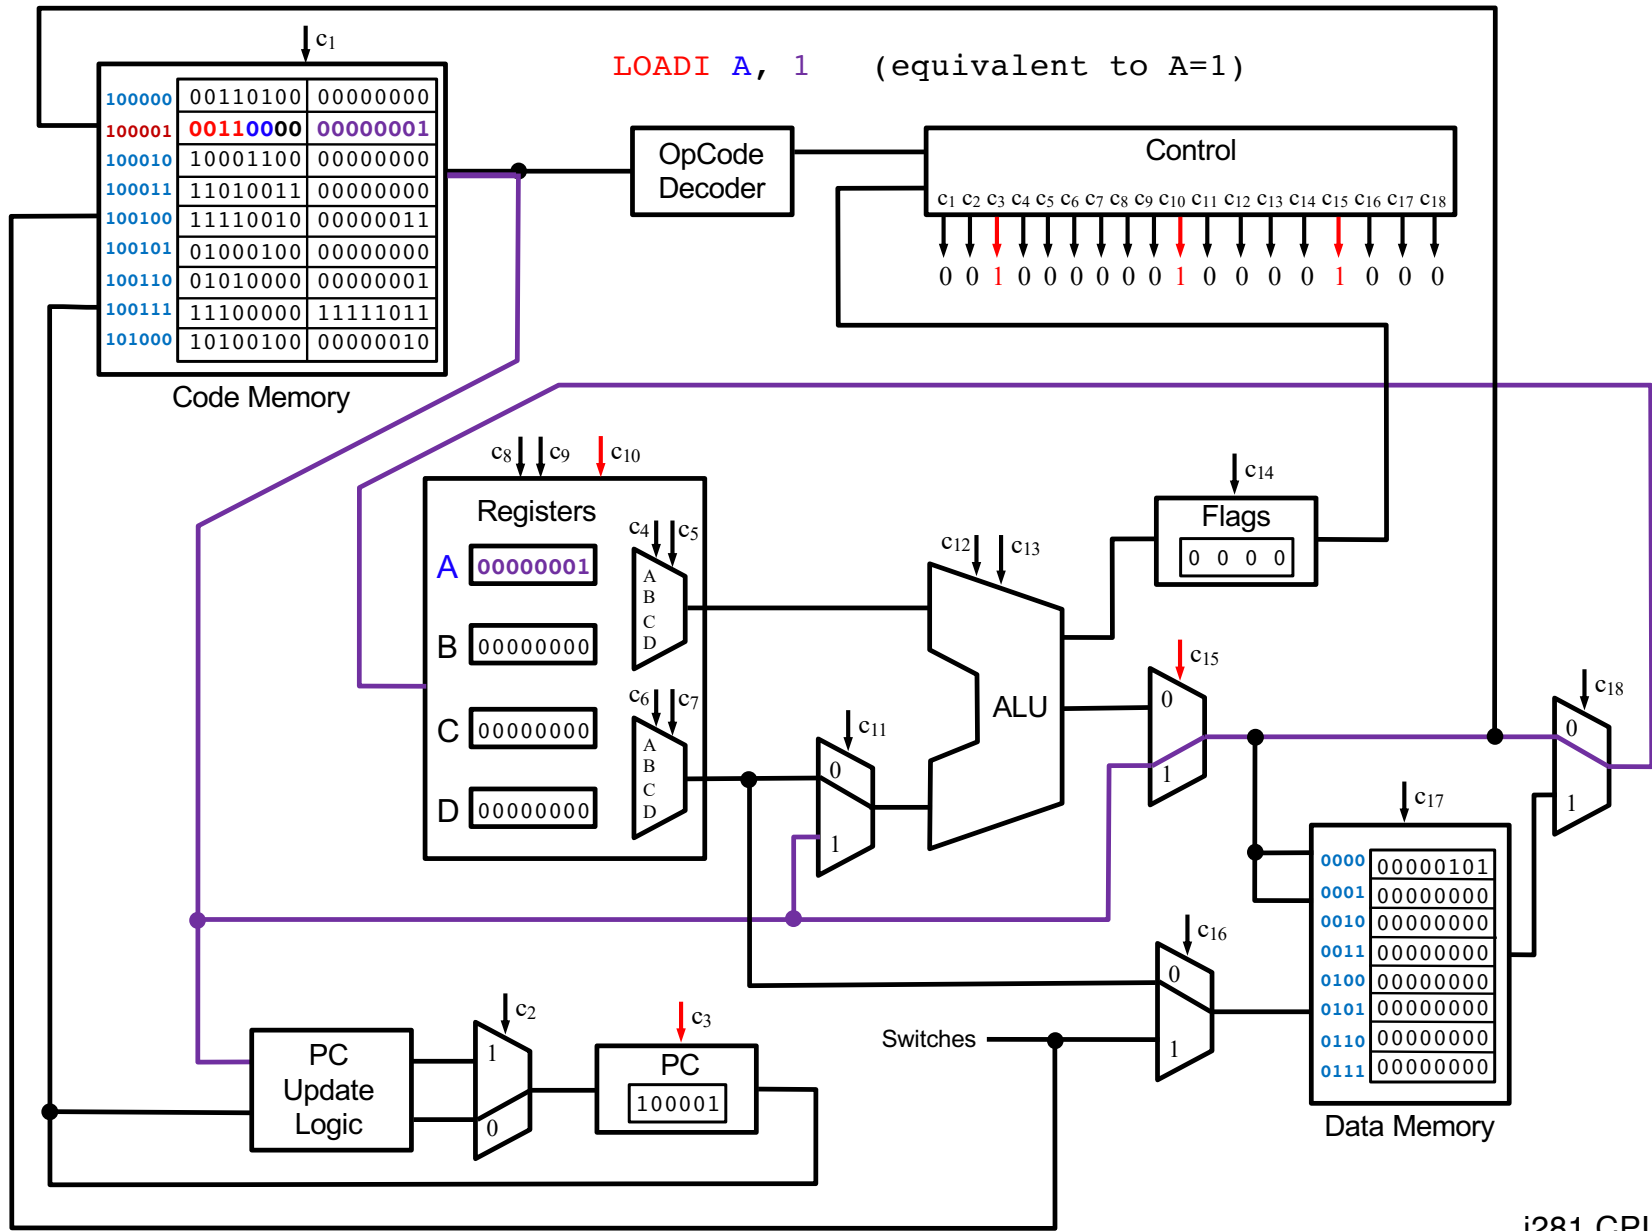 c1
LOADI A, 1 (equivalent to A=1)
100000 00110100 00000000
100001 00110000 00000001
100010 10001100 00000000
100011 11010011 00000000
100100 11110010 00000011
100101 01000100 00000000
100110 01010000 00000001
100111 11100000 11111011
101000 10100100 00000010
Code Memory
OpCode
Decoder
Control
c1 c2 c3 c4 c5 c6 c7 c8 c9 c10 c11 c12 c13 c14 c15 c16 c17 c18
0 0 1 0 0 0 0 0 0 1 0 0 0 0 1 0 0 0
c8 c9 c10
Registers
c4 c5
A 00000001
B 00000000
C 00000000
D 00000000
A
B
C
D
c6 c7
A
B
C
D
c11
0
1
c12 c13
ALU
c14
Flags
0 0 0 0
c15
0
1
c18
0
1
c17
0000 00000101
0001 00000000
0010 00000000
0011 00000000
0100 00000000
0101 00000000
0110 00000000
0111 00000000
Data Memory
c16
0
1
Switches
PC
Update
Logic
c2
1
0
c3
PC
100001
i281 CPU